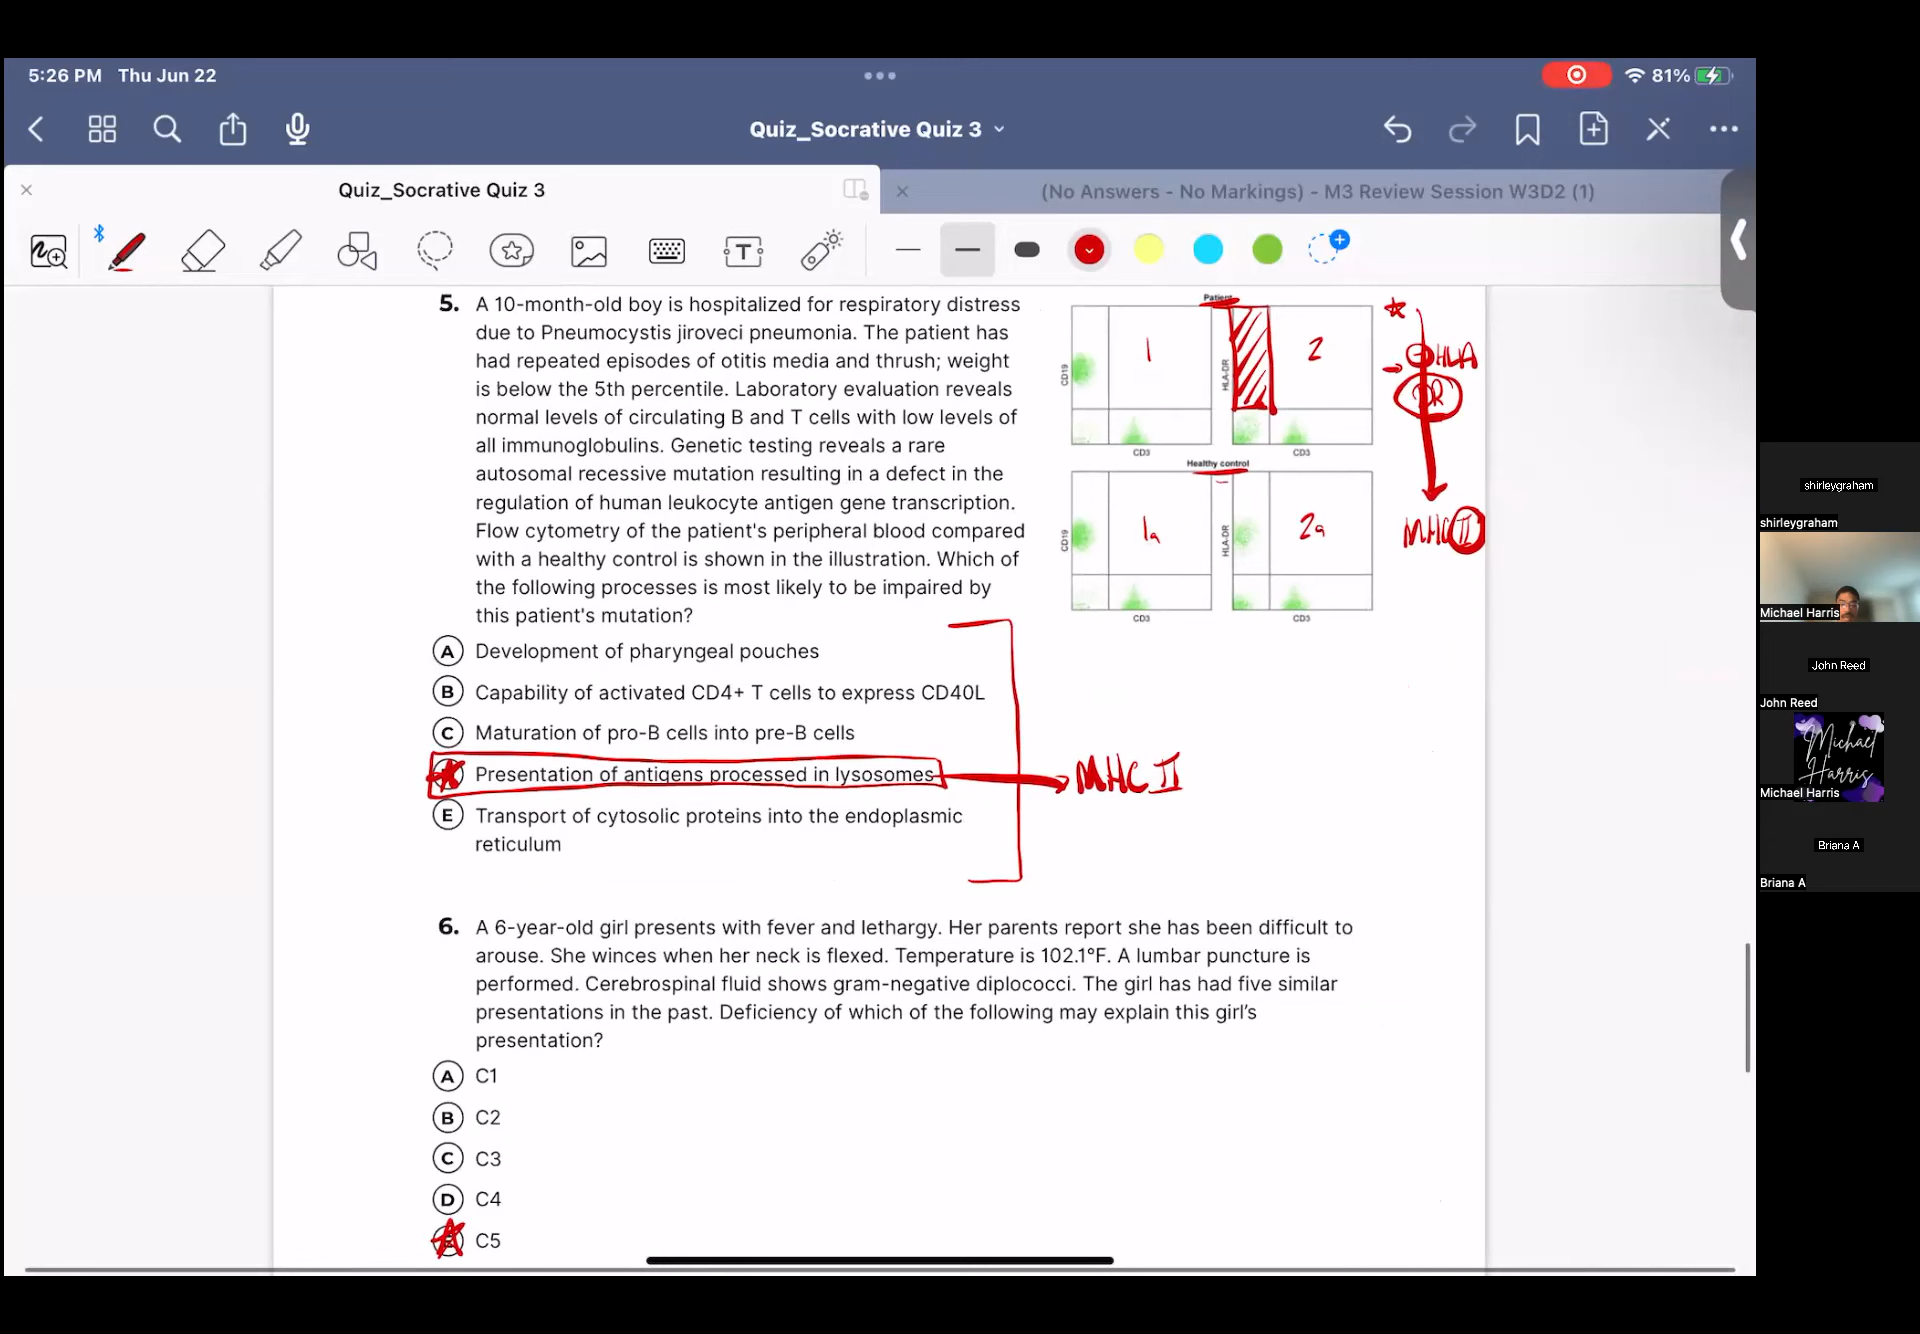 5:26 PM Thu Jun 22
81%
Quiz_Socrative Quiz 3
Quiz_Socrative Quiz 3
(No Answers - No Markings) - M3 Review Session W3D2 (1)
5. A 10-month-old boy is hospitalized for respiratory distress
due to Pneumocystis jiroveci pneumonia. The patient has
had repeated episodes of otitis media and thrush; weight
is below the 5th percentile. Laboratory evaluation reveals
normal levels of circulating B and T cells with low levels of
all immunoglobulins. Genetic testing reveals a rare
autosomal recessive mutation resulting in a defect in the
regulation of human leukocyte antigen gene transcription.
Flow cytometry of the patient's peripheral blood compared
with a healthy control is shown in the illustration. Which of
the following processes is most likely to be impaired by
this patient's mutation?
Patient
CD19
1
HLA-DR
2
CD3
CD3
Healthy control
CD19
1a
HLA-DR
2a
CD3
CD3
HLA
DR
MHC II
A Development of pharyngeal pouches
B Capability of activated CD4+ T cells to express CD40L
C Maturation of pro-B cells into pre-B cells
Presentation of antigens processed in lysosomes
MHC II
E Transport of cytosolic proteins into the endoplasmic
reticulum
6. A 6-year-old girl presents with fever and lethargy. Her parents report she has been difficult to
arouse. She winces when her neck is flexed. Temperature is 102.1°F. A lumbar puncture is
performed. Cerebrospinal fluid shows gram-negative diplococci. The girl has had five similar
presentations in the past. Deficiency of which of the following may explain this girl's
presentation?
A C1
B C2
C C3
D C4
C5
shirleygraham
shirleygraham
Michael Harris
John Reed
John Reed
Michael
Harris
Michael Harris
Briana A
Briana A